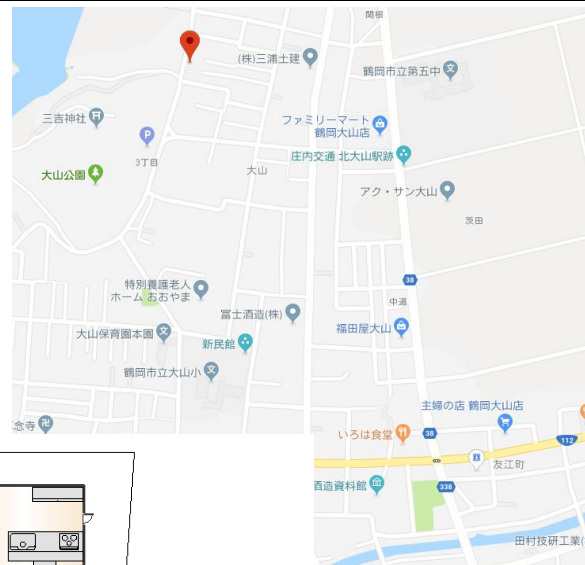 関根
(株)三浦土建
鶴岡市立第五中
三吉神社
P
3丁目
ファミリーマート
鶴岡大山店
庄内交通 北大山駅跡
大山
大山公園
アク・サン大山
茨田
38
中道
特別養護老人
ホーム おおやま
冨士酒造(株)
福田屋大山
大山保育園本園
新民館
鶴岡市立大山小
主婦の店 鶴岡大山店
念寺
いろは食堂
38
112
友江町
酒造資料館
338
田村技研工業(